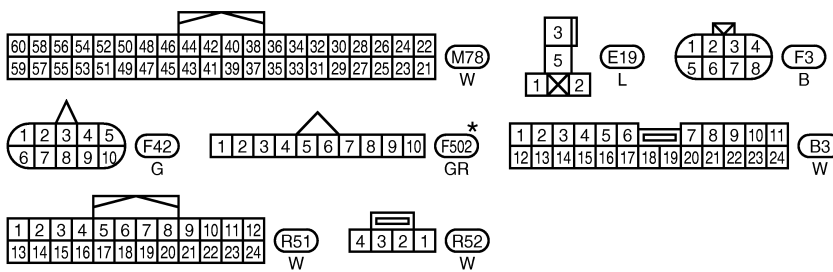 60 58 56 54 52 50 48 46 44 42 40 38 36 34 32 30 28 26 24 22
59 57 55 53 51 49 47 45 43 41 39 37 35 33 31 29 27 25 23 21
M78
W
3
5
1 2
E19
L
1 2 3 4
5 6 7 8
F3
B
1 2 3 4 5
6 7 8 9 10
F42
G
1 2 3 4 5 6 7 8 9 10
F502 *
GR
1 2 3 4 5 6 7 8 9 10 11
12 13 14 15 16 17 18 19 20 21 22 23 24
B3
W
1 2 3 4 5 6 7 8 9 10 11 12
13 14 15 16 17 18 19 20 21 22 23 24
R51
W
4 3 2 1
R52
W